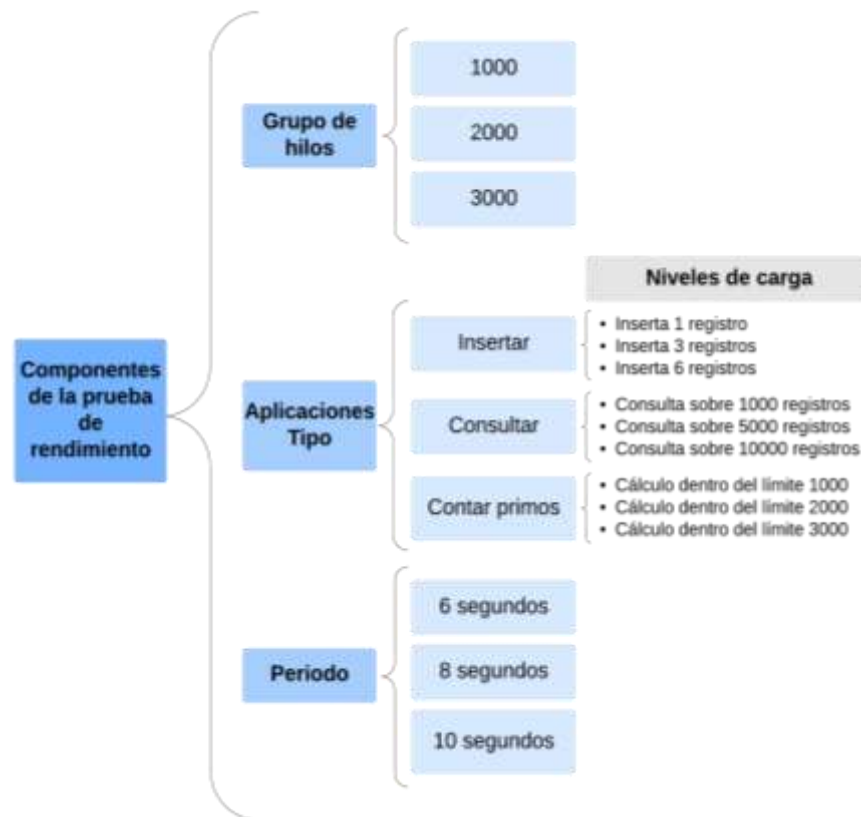 Componentes
de la prueba
de
rendimiento
Grupo de
hilos
1000
2000
3000
Niveles de carga
Aplicaciones
Tipo
Insertar
• Inserta 1 registro
• Inserta 3 registros
• Inserta 6 registros
Consultar
• Consulta sobre 1000 registros
• Consulta sobre 5000 registros
• Consulta sobre 10000 registros
Contar primos
• Cálculo dentro del límite 1000
• Cálculo dentro del límite 2000
• Cálculo dentro del límite 3000
Periodo
6 segundos
8 segundos
10 segundos